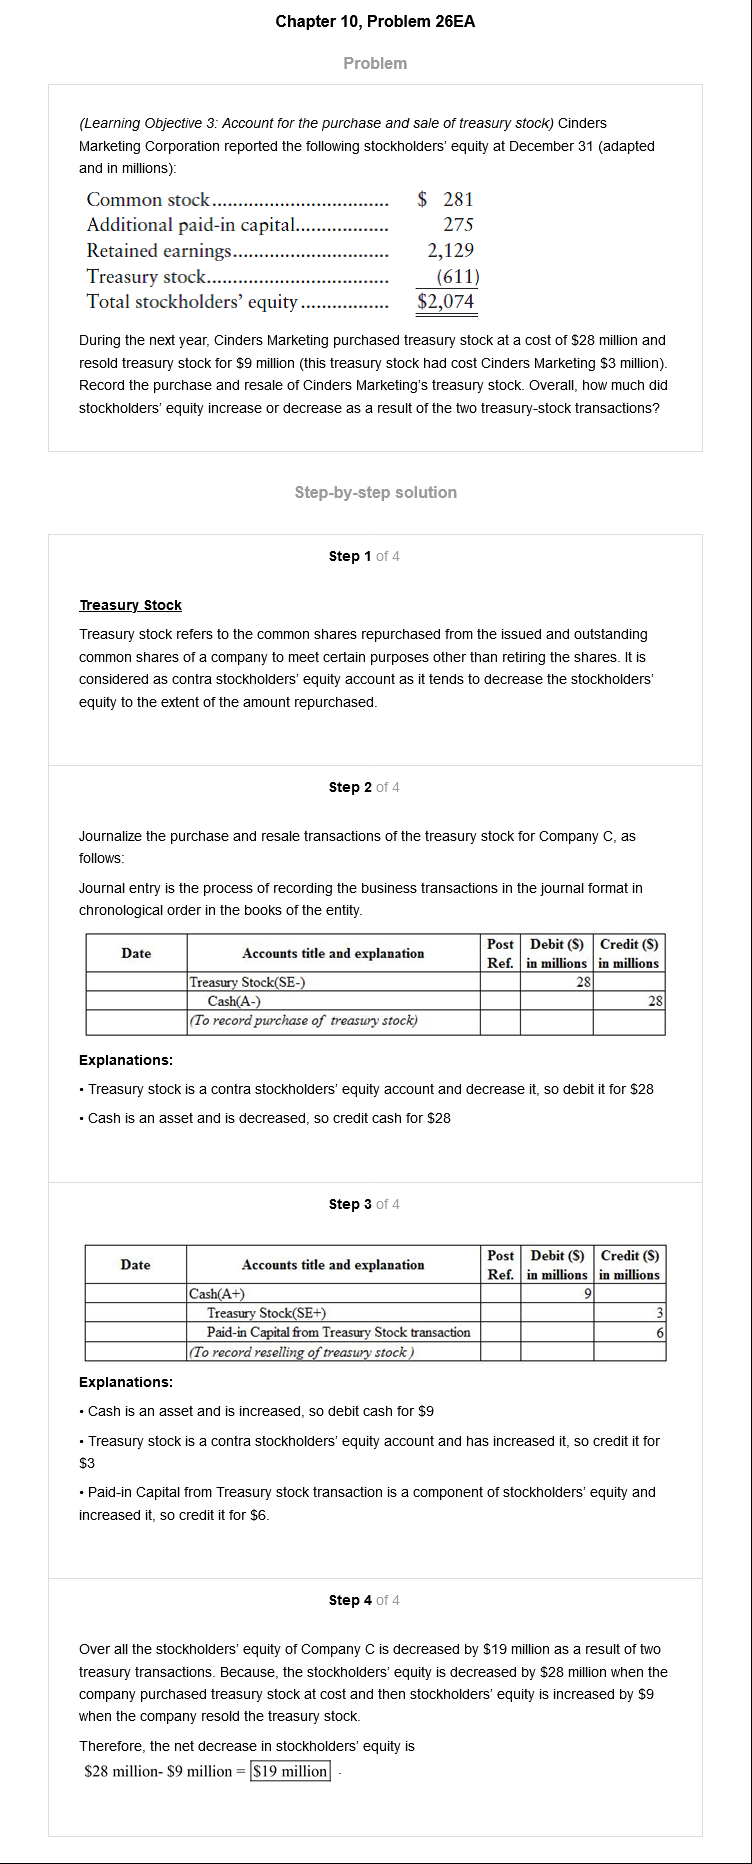 Chapter 10, Problem 26EA
Problem
(Learning Objective 3: Account for the purchase and sale of treasury stock) Cinders
Marketing Corporation reported the following stockholders' equity at December 31 (adapted
and in millions):
Common stock.................................. $ 281
Additional paid-in capital.................. 275
Retained earnings.............................. 2,129
Treasury stock................................... (611)
Total stockholders' equity................. $2,074
During the next year, Cinders Marketing purchased treasury stock at a cost of $28 million and
resold treasury stock for $9 million (this treasury stock had cost Cinders Marketing $3 million).
Record the purchase and resale of Cinders Marketing's treasury stock. Overall, how much did
stockholders' equity increase or decrease as a result of the two treasury-stock transactions?
Step-by-step solution
Step 1 of 4
Treasury Stock
Treasury stock refers to the common shares repurchased from the issued and outstanding
common shares of a company to meet certain purposes other than retiring the shares. It is
considered as contra stockholders' equity account as it tends to decrease the stockholders'
equity to the extent of the amount repurchased.
Step 2 of 4
Journalize the purchase and resale transactions of the treasury stock for Company C, as
follows:
Journal entry is the process of recording the business transactions in the journal format in
chronological order in the books of the entity.
Date Accounts title and explanation Post Ref. Debit ($) in millions Credit ($) in millions
Treasury Stock(SE-) 28
Cash(A-) 28
(To record purchase of treasury stock)
Explanations:
• Treasury stock is a contra stockholders' equity account and decrease it, so debit it for $28
• Cash is an asset and is decreased, so credit cash for $28
Step 3 of 4
Date Accounts title and explanation Post Ref. Debit ($) in millions Credit ($) in millions
Cash(A+) 9
Treasury Stock(SE+) 3
Paid-in Capital from Treasury Stock transaction 6
(To record reselling of treasury stock )
Explanations:
• Cash is an asset and is increased, so debit cash for $9
• Treasury stock is a contra stockholders' equity account and has increased it, so credit it for
$3
• Paid-in Capital from Treasury stock transaction is a component of stockholders' equity and
increased it, so credit it for $6.
Step 4 of 4
Over all the stockholders' equity of Company C is decreased by $19 million as a result of two
treasury transactions. Because, the stockholders' equity is decreased by $28 million when the
company purchased treasury stock at cost and then stockholders' equity is increased by $9
when the company resold the treasury stock.
Therefore, the net decrease in stockholders' equity is
$28 million- $9 million = $19 million .